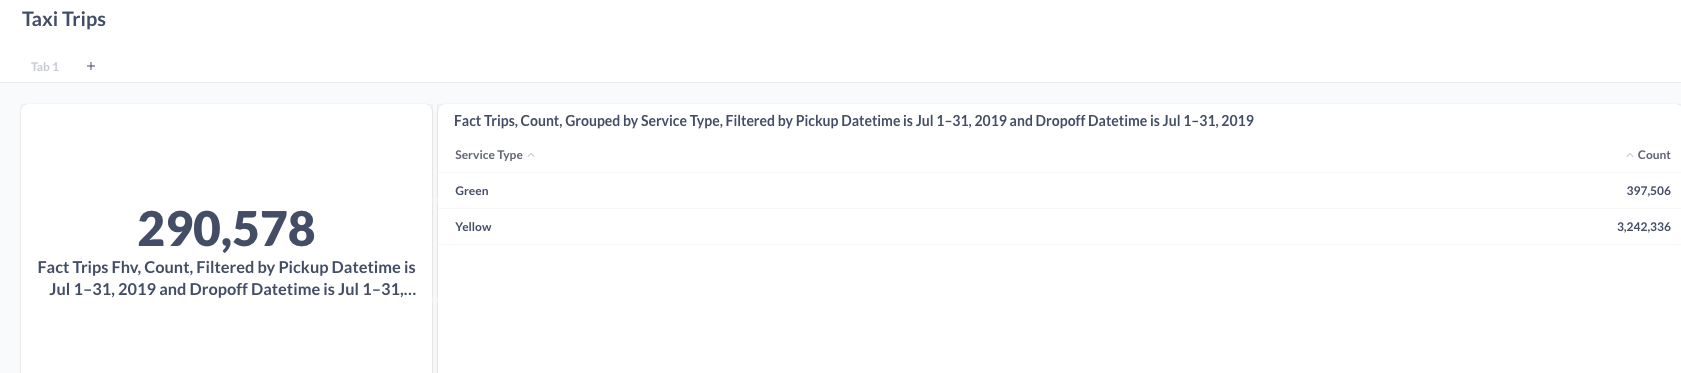 Taxi Trips
Tab 1 +
290,578
Fact Trips Fhv, Count, Filtered by Pickup Datetime is
Jul 1–31, 2019 and Dropoff Datetime is Jul 1–31,...
Fact Trips, Count, Grouped by Service Type, Filtered by Pickup Datetime is Jul 1–31, 2019 and Dropoff Datetime is Jul 1–31, 2019
Service Type Count
Green 397,506
Yellow 3,242,336